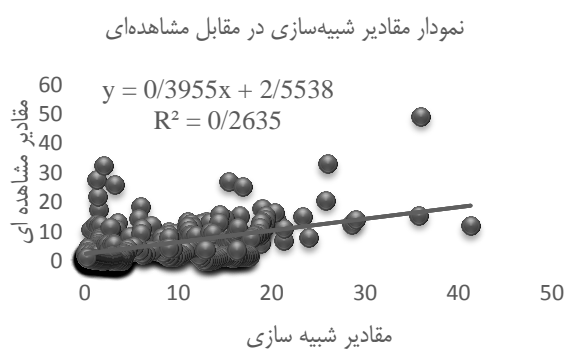 نمودار مقادیر شبیه‌سازی در مقابل مشاهده‌ای
y = 0/3955x + 2/5538
R² = 0/2635
مقادیر مشاهده ای
60
50
40
30
20
10
0
0 10 20 30 40 50
مقادیر شبیه سازی